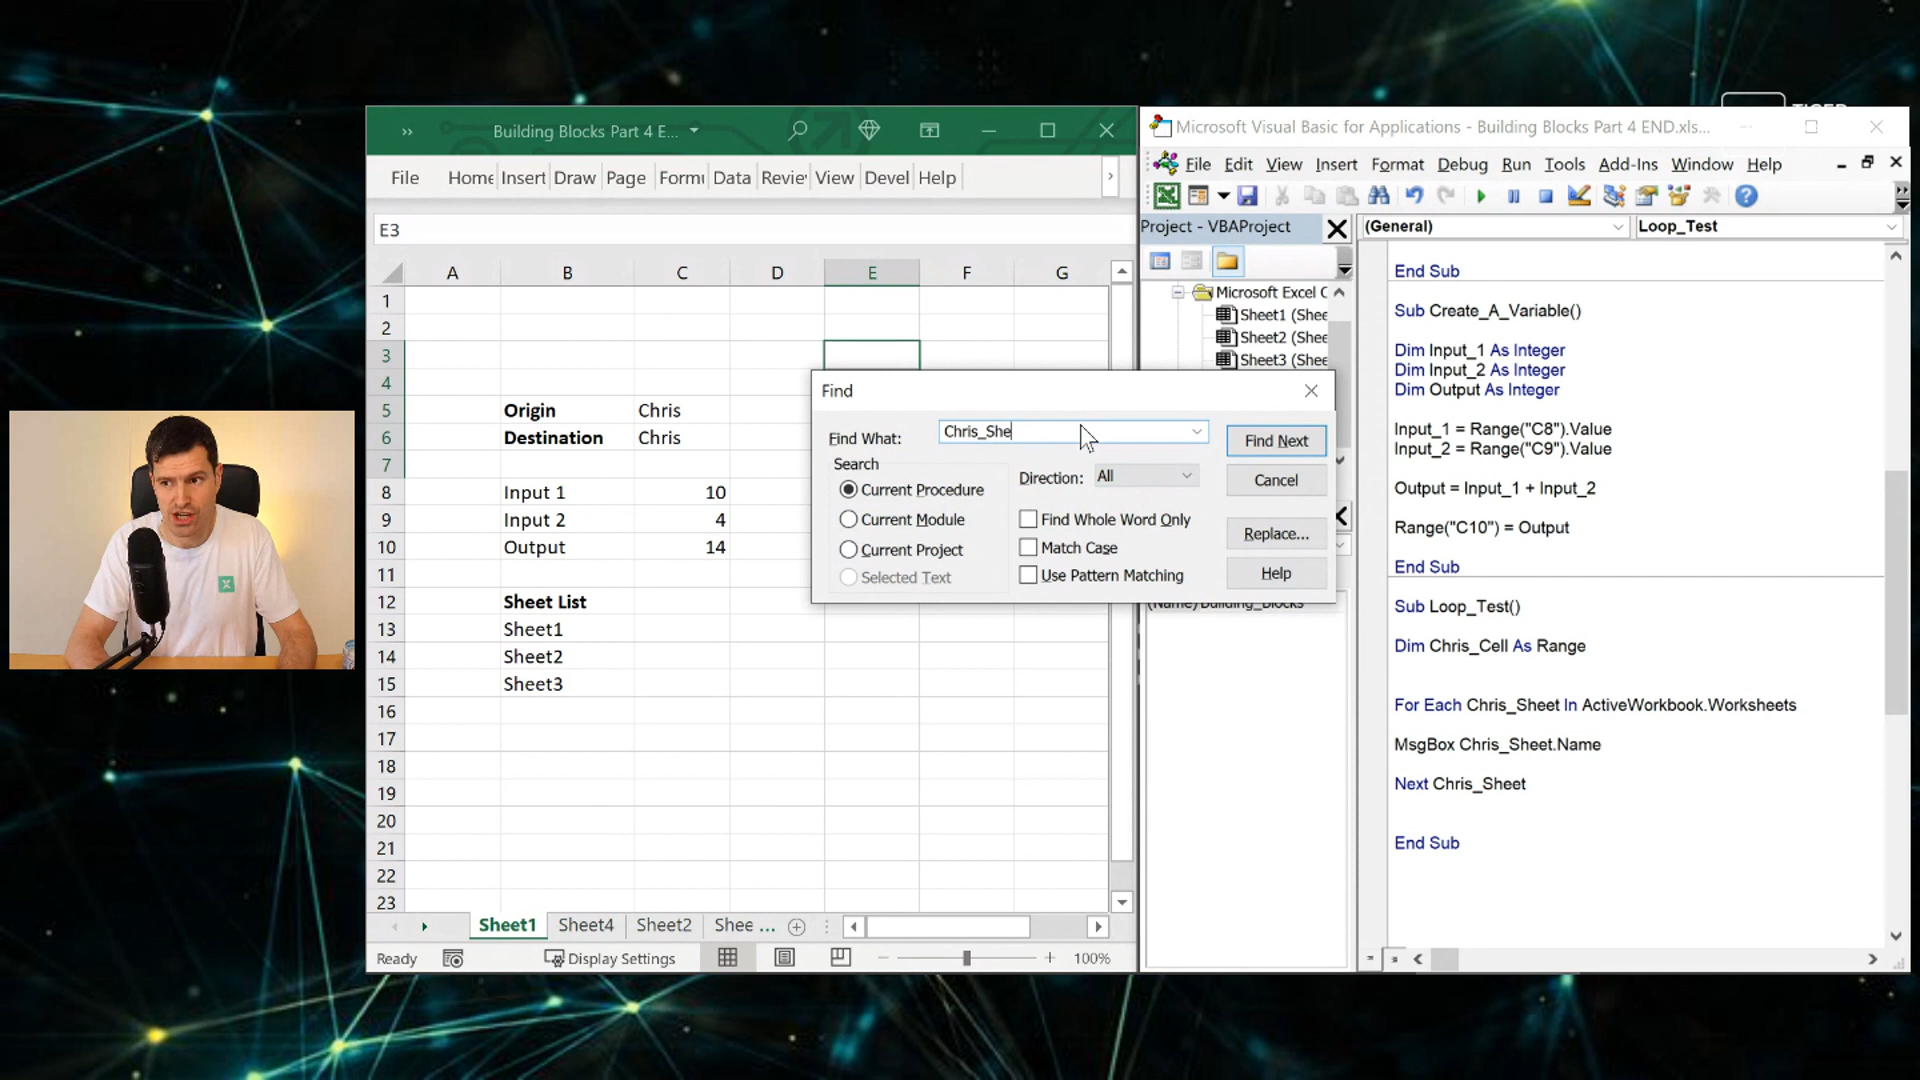 TIGER
Building Blocks Part 4 E...
File Home Insert Draw Page Formu Data Review View Devel Help
E3
A B C D E F G
1
2
3
4
5 Origin Chris
6 Destination Chris
7
8 Input 1 10
9 Input 2 4
10 Output 14
11
12 Sheet List
13 Sheet1
14 Sheet2
15 Sheet3
16
17
18
19
20
21
22
23
Sheet1 Sheet4 Sheet2 Shee ...
Ready Display Settings 100%
Find
Find What: Chris_She
Search
Current Procedure
Current Module
Current Project
Selected Text
Direction: All
Find Whole Word Only
Match Case
Use Pattern Matching
Find Next
Cancel
Replace...
Help
Microsoft Visual Basic for Applications - Building Blocks Part 4 END.xls...
File Edit View Insert Format Debug Run Tools Add-Ins Window Help
Project - VBAProject
Microsoft Excel O
Sheet1 (Shee
Sheet2 (Shee
Sheet3 (Shee
(Name) Building_Blocks
(General) Loop_Test
End Sub
Sub Create_A_Variable()
Dim Input_1 As Integer
Dim Input_2 As Integer
Dim Output As Integer
Input_1 = Range("C8").Value
Input_2 = Range("C9").Value
Output = Input_1 + Input_2
Range("C10") = Output
End Sub
Sub Loop_Test()
Dim Chris_Cell As Range
For Each Chris_Sheet In ActiveWorkbook.Worksheets
MsgBox Chris_Sheet.Name
Next Chris_Sheet
End Sub